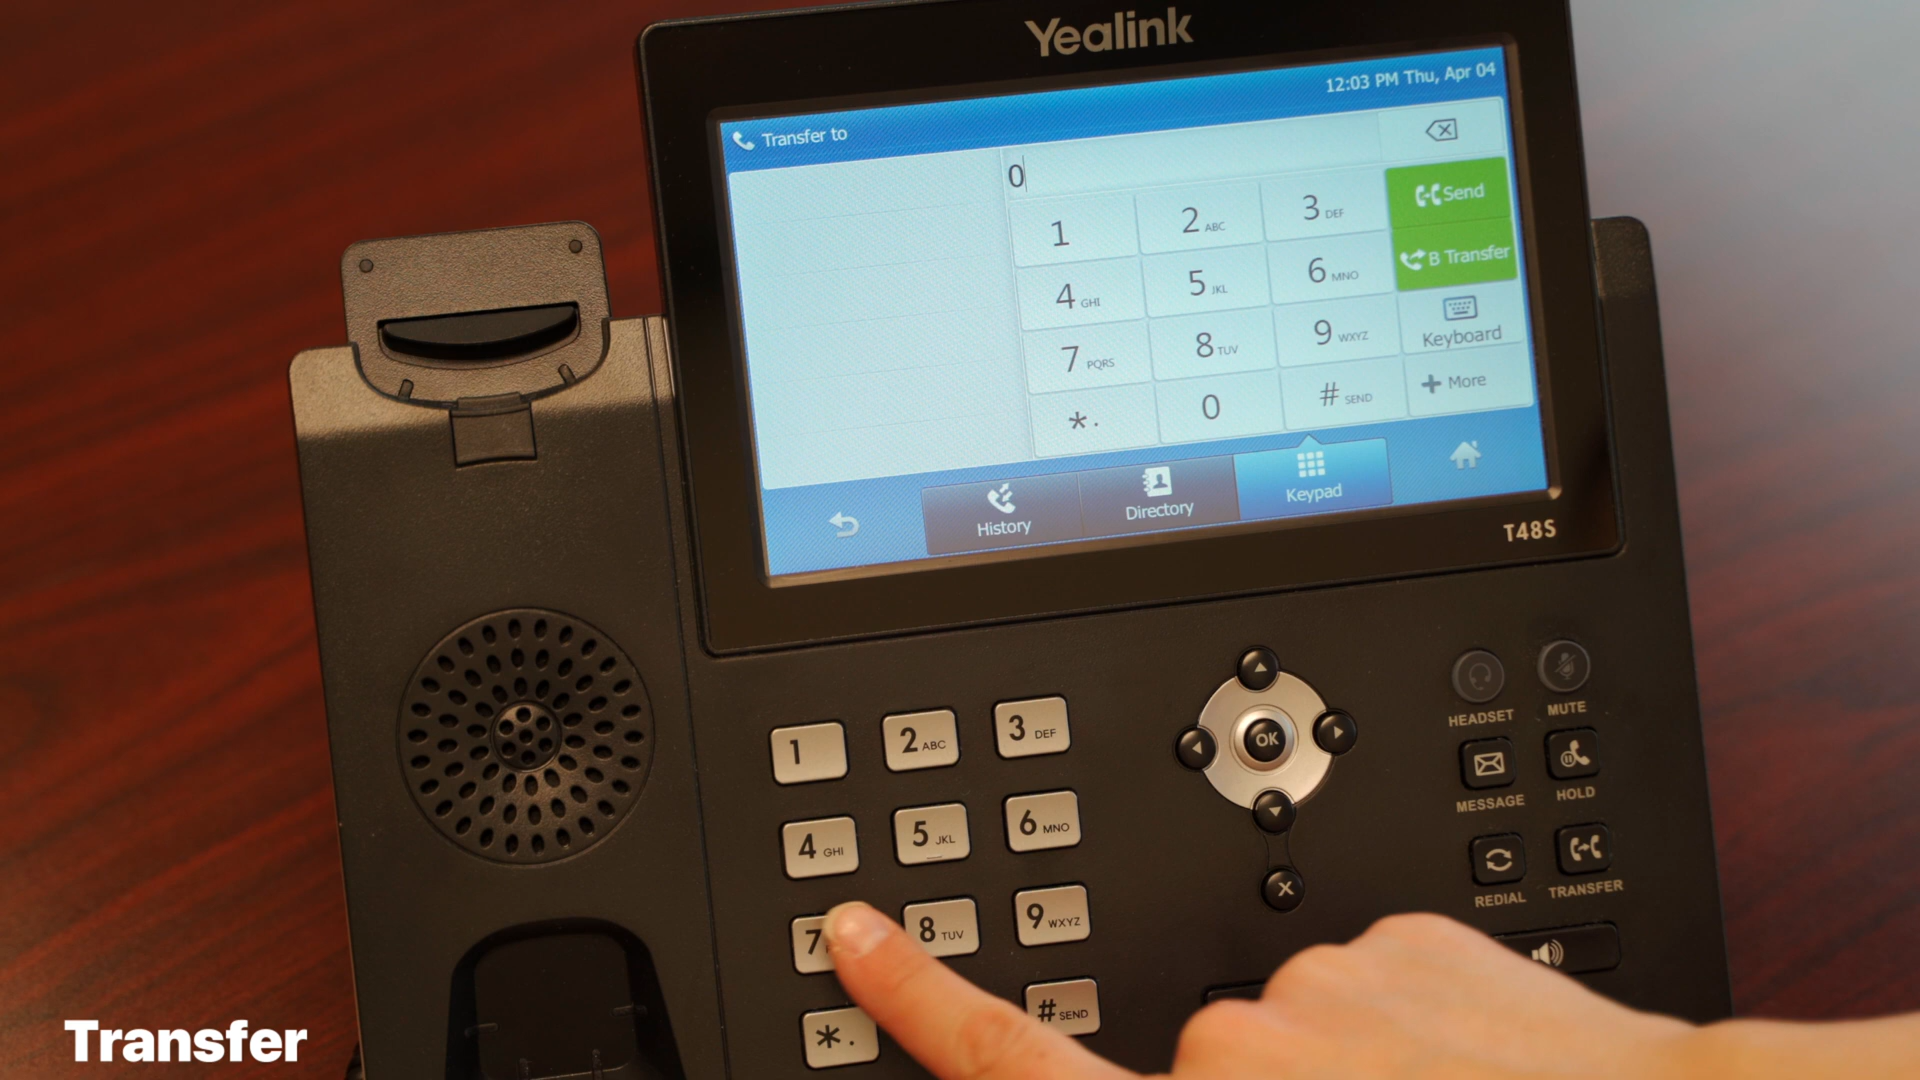 Yealink
12:03 PM Thu, Apr 04
Transfer to
0
1 2 ABC 3 DEF
Send
4 GHI 5 JKL 6 MNO
B Transfer
7 PQRS 8 TUV 9 WXYZ
Keyboard
*. 0 # SEND
+ More
History Directory Keypad
T48S
1 2 ABC 3 DEF
4 GHI 5 JKL 6 MNO
7 8 TUV 9 WXYZ
*. # SEND
OK
X
HEADSET MUTE
MESSAGE HOLD
REDIAL TRANSFER
Transfer